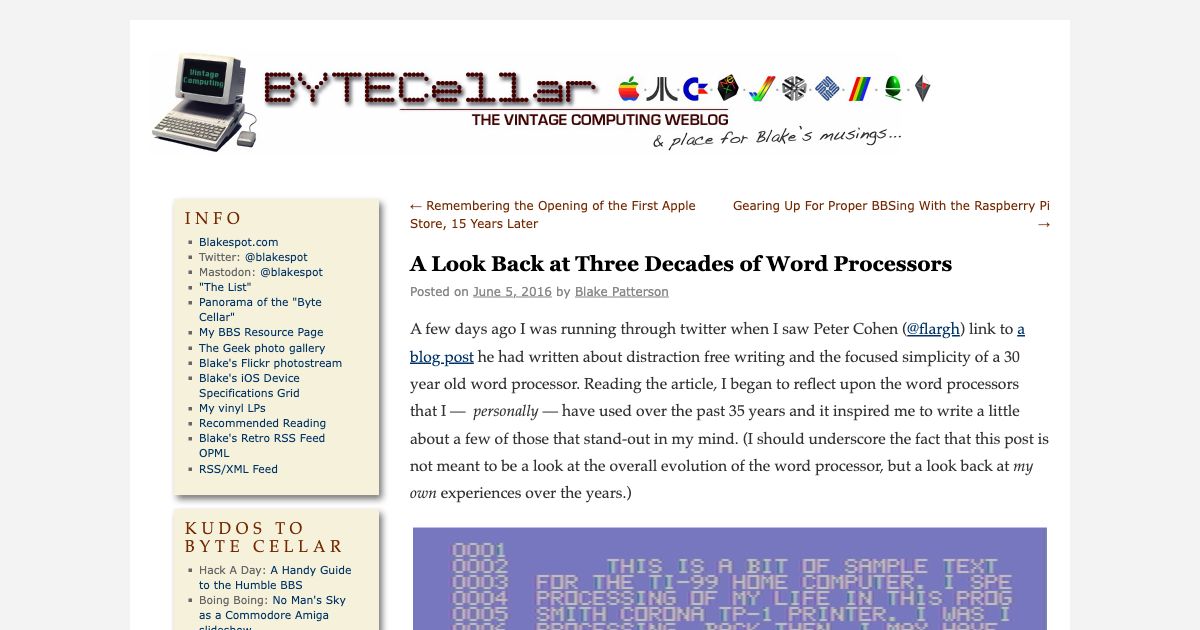 Vintage
Computing
BYTECellar
THE VINTAGE COMPUTING WEBLOG
& place for Blake's musings...
INFO
Blakespot.com
Twitter: @blakespot
Mastodon: @blakespot
"The List"
Panorama of the "Byte
Cellar"
My BBS Resource Page
The Geek photo gallery
Blake's Flickr photostream
Blake's iOS Device
Specifications Grid
My vinyl LPs
Recommended Reading
Blake's Retro RSS Feed
OPML
RSS/XML Feed
KUDOS TO
BYTE CELLAR
Hack A Day: A Handy Guide
to the Humble BBS
Boing Boing: No Man's Sky
as a Commodore Amiga
slideshow
← Remembering the Opening of the First Apple
Store, 15 Years Later
Gearing Up For Proper BBSing With the Raspberry Pi
→
A Look Back at Three Decades of Word Processors
Posted on June 5, 2016 by Blake Patterson
A few days ago I was running through twitter when I saw Peter Cohen (@flargh) link to a
blog post he had written about distraction free writing and the focused simplicity of a 30
year old word processor. Reading the article, I began to reflect upon the word processors
that I — personally — have used over the past 35 years and it inspired me to write a little
about a few of those that stand-out in my mind. (I should underscore the fact that this post is
not meant to be a look at the overall evolution of the word processor, but a look back at my
own experiences over the years.)
0001
0002 THIS IS A BIT OF SAMPLE TEXT
0003 FOR THE TI-99 HOME COMPUTER. I SPE
0004 PROCESSING OF MY LIFE IN THIS PROG
0005 SMITH CORONA TP-1 PRINTER. I WAS I
0006 PROCESSING, BACK THEN. I MAY HAVE